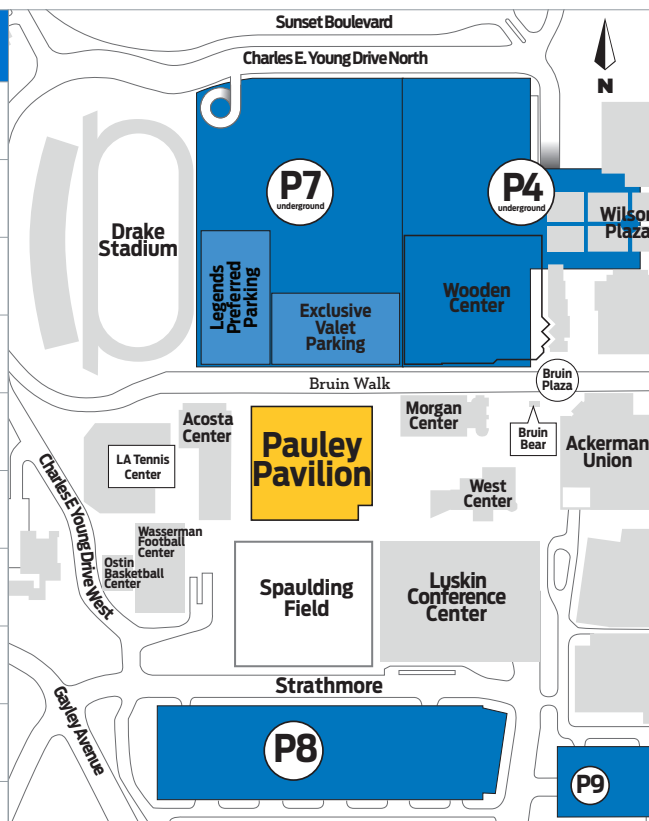 Sunset Boulevard
Charles E. Young Drive North
N
P7
underground
P4
underground
Wilson
Plaza
Drake
Stadium
Legends
Preferred
Parking
Exclusive
Valet
Parking
Wooden
Center
Bruin Walk
Bruin
Plaza
Acosta
Center
Pauley
Pavilion
Morgan
Center
Bruin
Bear
Ackerman
Union
LA Tennis
Center
West
Center
Charles E Young Drive West
Wasserman
Football
Center
Ostin
Basketball
Center
Spaulding
Field
Luskin
Conference
Center
Strathmore
Gayley Avenue
P8
P9